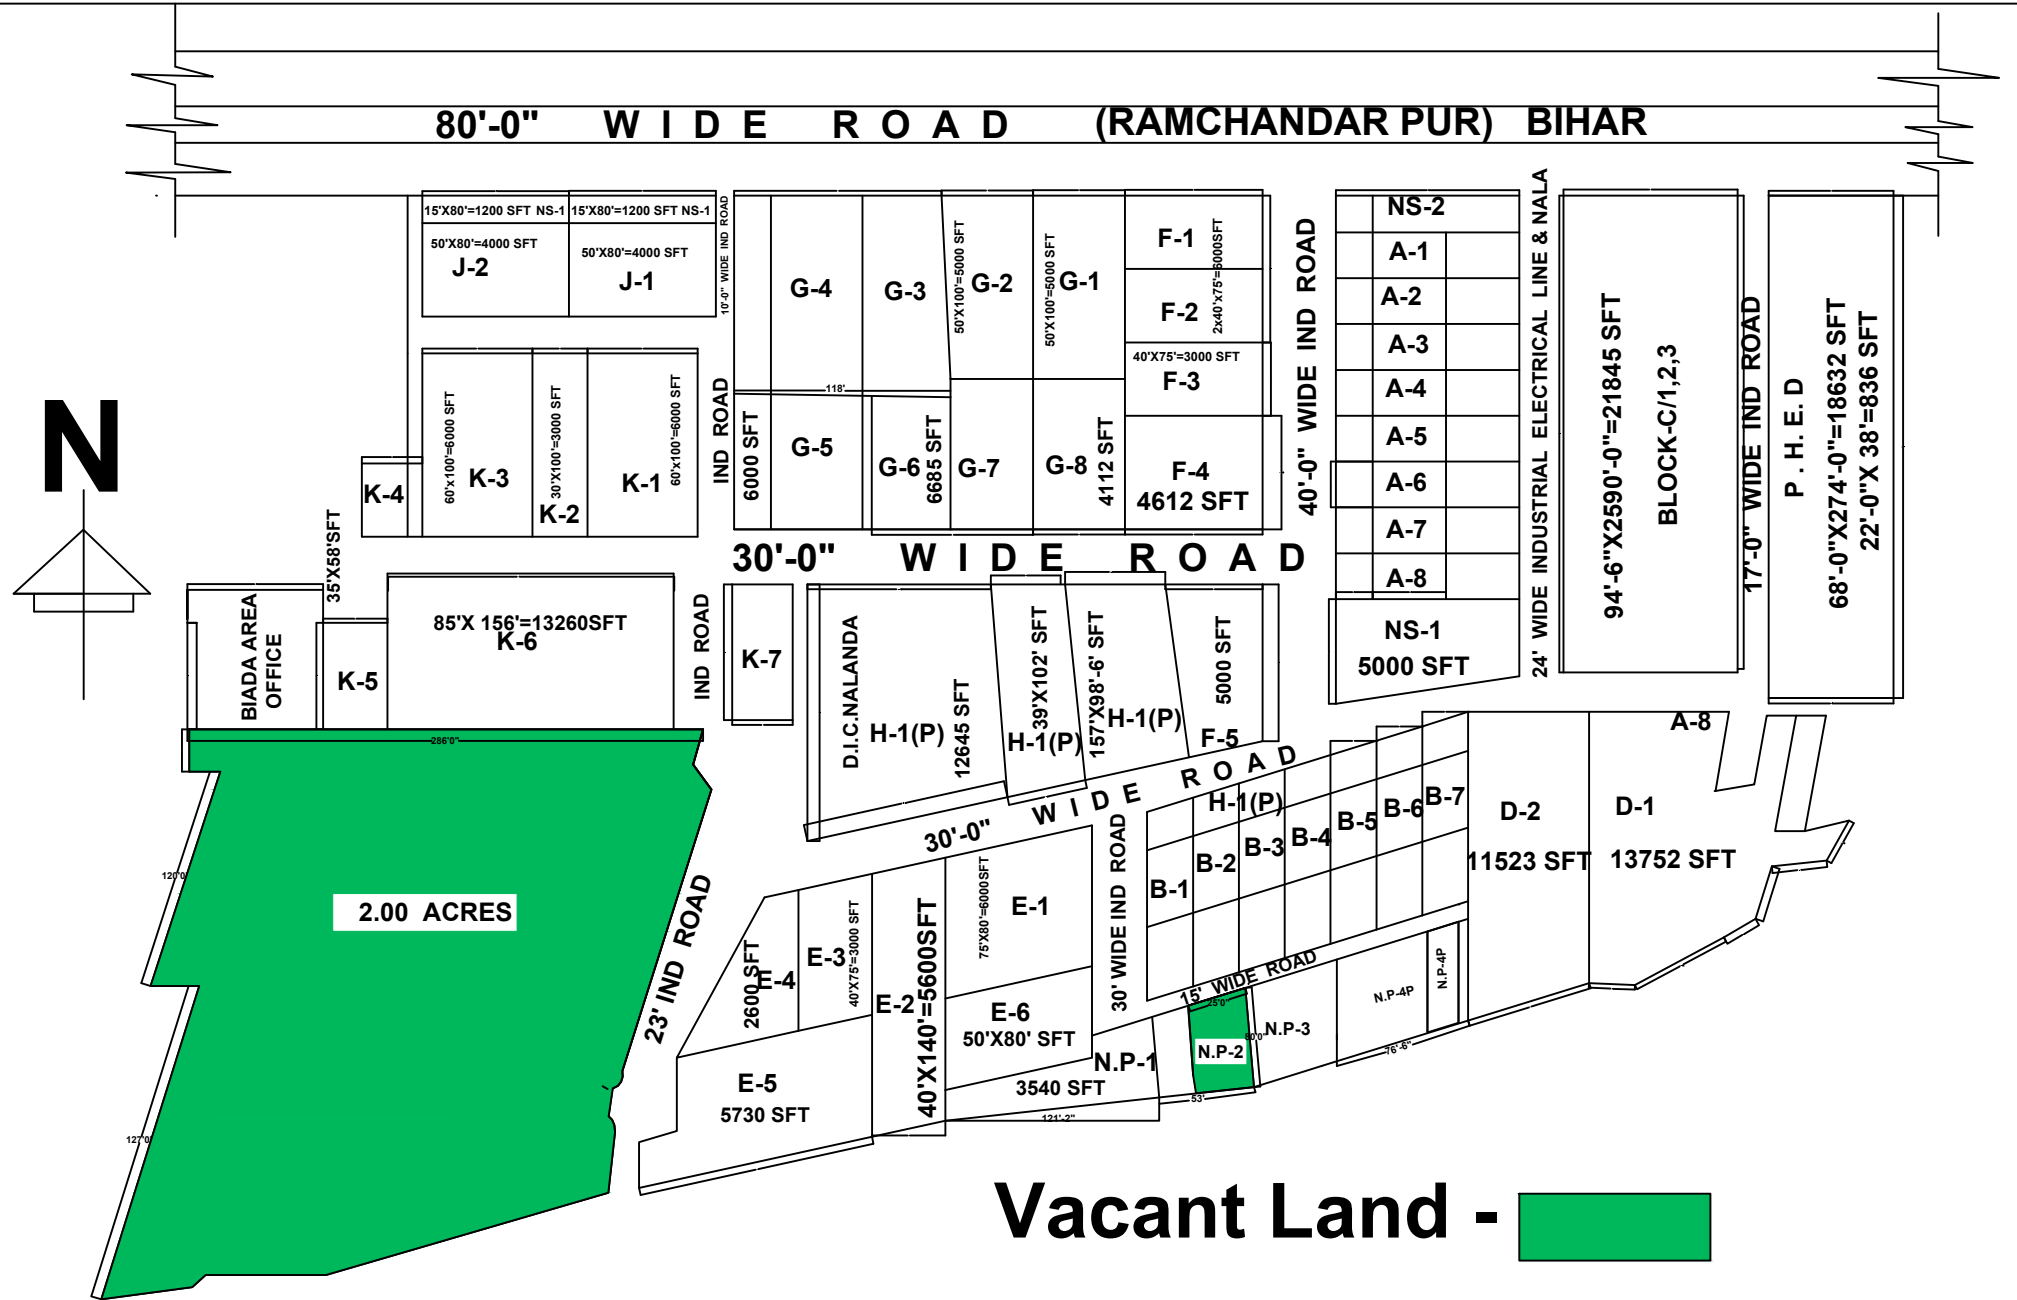 80'-0" WIDE ROAD (RAMCHANDAR PUR) BIHAR
15'X80'=1200 SFT NS-1
15'X80'=1200 SFT NS-1
50'X80'=4000 SFT
J-2
50'X80'=4000 SFT
J-1
10'-0" WIDE IND ROAD
G-4
G-3
50'X100'=5000 SFT
G-2
50'X100'=5000 SFT
G-1
F-1
F-2
2x40'x75'=6000SFT
40'X75'=3000 SFT
F-3
F-4
4612 SFT
118'
6000 SFT
G-5
G-6
6685 SFT
G-7
G-8
4112 SFT
40'-0" WIDE IND ROAD
NS-2
A-1
A-2
A-3
A-4
A-5
A-6
A-7
A-8
NS-1
5000 SFT
24' WIDE INDUSTRIAL ELECTRICAL LINE & NALA
94'-6"X2590'-0"=21845 SFT
BLOCK-C/1,2,3
17'-0" WIDE IND ROAD
P.H.E.D
68'-0"X274'-0"=18632 SFT
22'-0"X 38'=836 SFT
N
K-4
60'x100'=6000 SFT
K-3
30'X100'=3000 SFT
K-2
K-1
60'x100'=6000 SFT
IND ROAD
30'-0" WIDE ROAD
35'X58'SFT
BIADA AREA
OFFICE
K-5
85'X 156'=13260SFT
K-6
IND ROAD
K-7
D.I.C.NALANDA
H-1(P)
12645 SFT
39'X102' SFT
H-1(P)
157'X98'-6' SFT
H-1(P)
5000 SFT
F-5
286'0"
120'0"
127'0"
2.00 ACRES
23' IND ROAD
30'-0" WIDE ROAD
H-1(P)
B-1
B-2
B-3
B-4
B-5
B-6
B-7
D-2
11523 SFT
D-1
13752 SFT
A-8
2600 SFT
E-4
E-3
40'X75'=3000 SFT
E-2
40'X140'=5600SFT
75'X80'=6000SFT
E-1
E-6
50'X80' SFT
30' WIDE IND ROAD
E-5
5730 SFT
N.P-1
3540 SFT
121'-2"
15' WIDE ROAD
25'0"
N.P-2
80'0"
53'
N.P-3
N.P-4P
N.P-4P
76'-6"
Vacant Land -